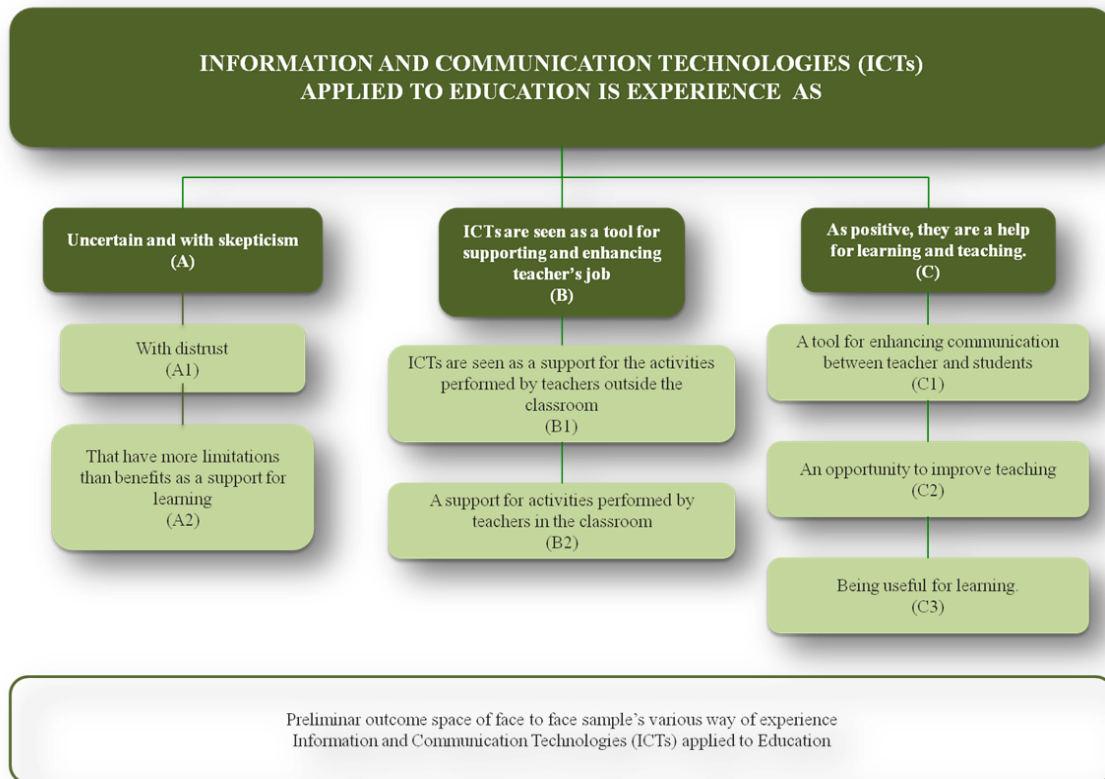 INFORMATION AND COMMUNICATION TECHNOLOGIES (ICTs)
APPLIED TO EDUCATION IS EXPERIENCE AS
Uncertain and with skepticism
(A)
With distrust
(A1)
That have more limitations
than benefits as a support for
learning
(A2)
ICTs are seen as a tool for
supporting and enhancing
teacher's job
(B)
ICTs are seen as a support for the activities
performed by teachers outside the
classroom
(B1)
A support for activities performed by
teachers in the classroom
(B2)
As positive, they are a help
for learning and teaching.
(C)
A tool for enhancing communication
between teacher and students
(C1)
An opportunity to improve teaching
(C2)
Being useful for learning.
(C3)
Preliminar outcome space of face to face sample's various way of experience
Information and Communication Technologies (ICTs) applied to Education